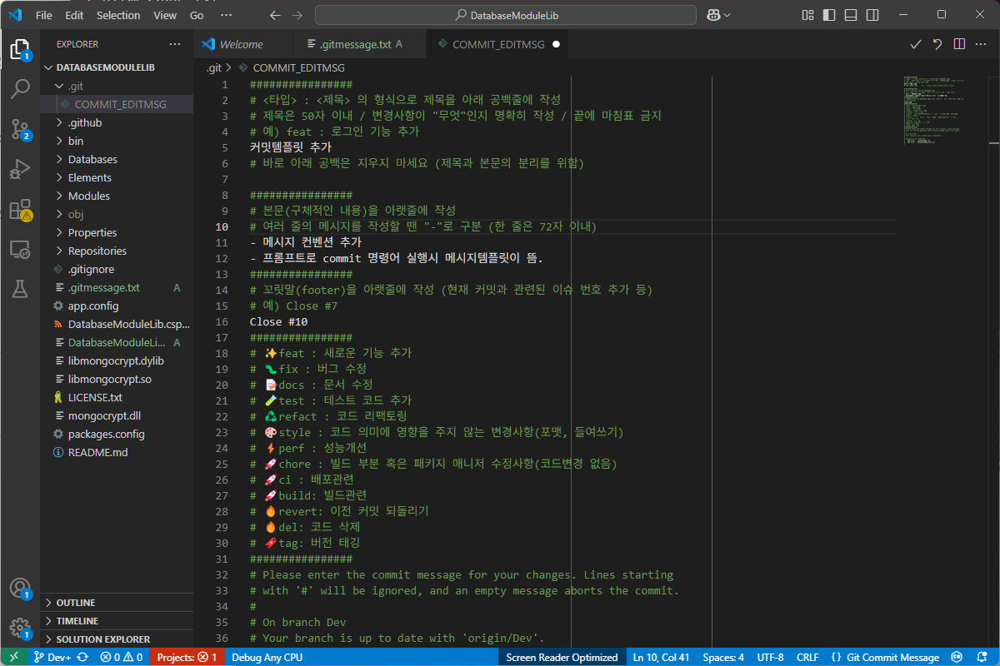 File Edit Selection View Go ··· DatabaseModuleLib
EXPLORER ···
DATABASEMODULELIB
.git
COMMIT_EDITMSG
.github
bin
Databases
Elements
Modules
obj
Properties
Repositories
.gitignore
.gitmessage.txt A
app.config
DatabaseModuleLib.csp...
DatabaseModuleLi... A
libmongocrypt.dylib
libmongocrypt.so
LICENSE.txt
mongocrypt.dll
packages.config
README.md
OUTLINE
TIMELINE
SOLUTION EXPLORER
1
2
1
1
Welcome .gitmessage.txt A COMMIT_EDITMSG
.git > COMMIT_EDITMSG
1 ################
2 # <타입> : <제목> 의 형식으로 제목을 아래 공백줄에 작성
3 # 제목은 50자 이내 / 변경사항이 "무엇"인지 명확히 작성 / 끝에 마침표 금지
4 # 예) feat : 로그인 기능 추가
5 커밋템플릿 추가
6 # 바로 아래 공백은 지우지 마세요 (제목과 본문의 분리를 위함)
7
8 ################
9 # 본문(구체적인 내용)을 아랫줄에 작성
10 # 여러 줄의 메시지를 작성할 땐 "-"로 구분 (한 줄은 72자 이내)
11 - 메시지 컨벤션 추가
12 - 프롬프트로 commit 명령어 실행시 메시지템플릿이 뜸.
13 ################
14 # 꼬릿말(footer)을 아랫줄에 작성 (현재 커밋과 관련된 이슈 번호 추가 등)
15 # 예) Close #7
16 Close #10
17 ################
18 # ✨feat : 새로운 기능 추가
19 # 🐛fix : 버그 수정
20 # 📝docs : 문서 수정
21 # 🧪test : 테스트 코드 추가
22 # ♻️refact : 코드 리팩토링
23 # 🎨style : 코드 의미에 영향을 주지 않는 변경사항(포맷, 들여쓰기)
24 # ⚡perf : 성능개선
25 # 🚀chore : 빌드 부분 혹은 패키지 매니저 수정사항(코드변경 없음)
26 # 🚀ci : 배포관련
27 # 🚀build: 빌드관련
28 # 🔥revert: 이전 커밋 되돌리기
29 # 🔥del: 코드 삭제
30 # 🔖tag: 버전 태깅
31 ################
32 # Please enter the commit message for your changes. Lines starting
33 # with '#' will be ignored, and an empty message aborts the commit.
34 #
35 # On branch Dev
36 # Your branch is up to date with 'origin/Dev'.
Dev+ 0 0 Projects: 1 Debug Any CPU Screen Reader Optimized Ln 10, Col 41 Spaces: 4 UTF-8 CRLF {} Git Commit Message